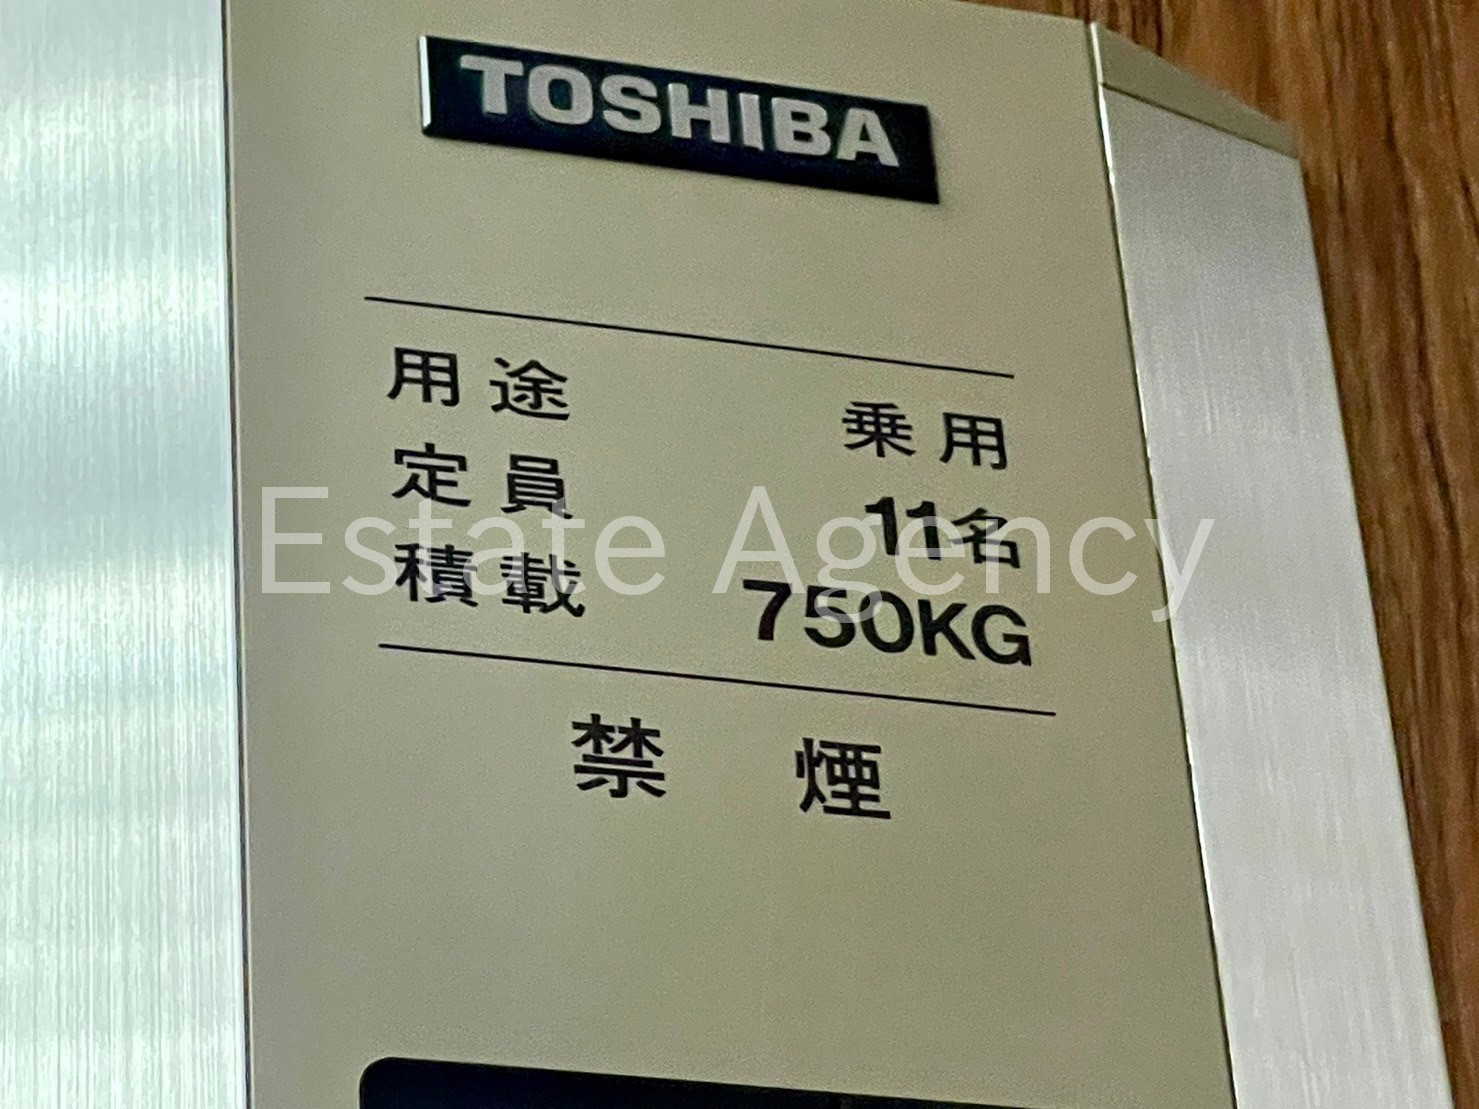 TOSHIBA
用途 乗用
定員 11名
積載 750KG
禁煙
Estate Agency